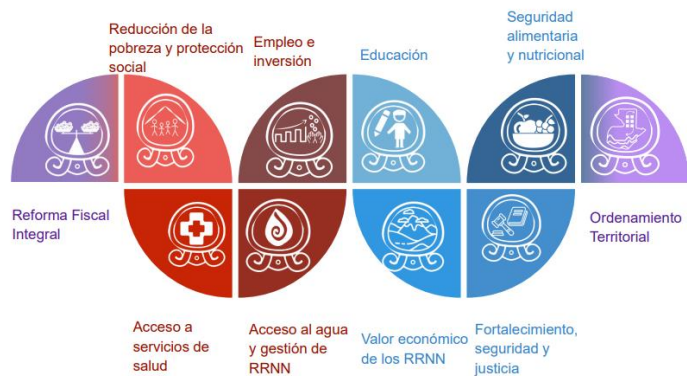 Reducción de la
pobreza y protección
social
Empleo e
inversión
Educación
Seguridad
alimentaria
y nutricional
Reforma Fiscal
Integral
Ordenamiento
Territorial
Acceso a
servicios de
salud
Acceso al agua
y gestión de
RRNN
Valor económico
de los RRNN
Fortalecimiento,
seguridad y
justicia